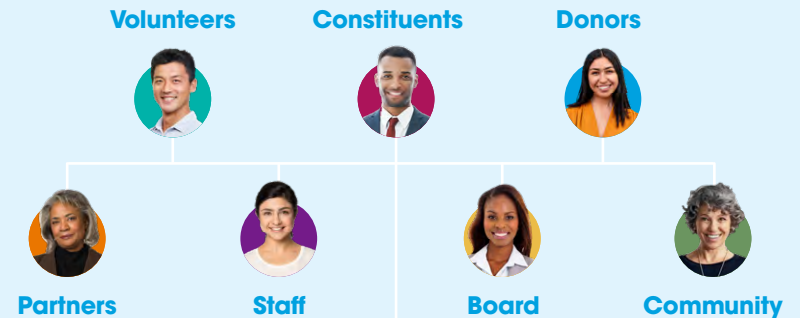 Volunteers
Constituents
Donors
Partners
Staff
Board
Community